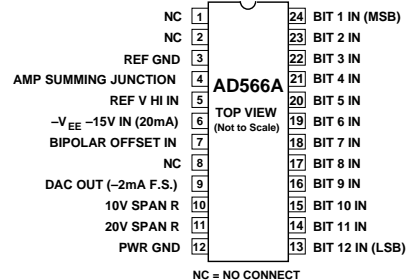 NC 1
NC 2
REF GND 3
AMP SUMMING JUNCTION 4
REF V HI IN 5
–VEE –15V IN (20mA) 6
BIPOLAR OFFSET IN 7
NC 8
DAC OUT (–2mA F.S.) 9
10V SPAN R 10
20V SPAN R 11
PWR GND 12
AD566A
TOP VIEW
(Not to Scale)
24 BIT 1 IN (MSB)
23 BIT 2 IN
22 BIT 3 IN
21 BIT 4 IN
20 BIT 5 IN
19 BIT 6 IN
18 BIT 7 IN
17 BIT 8 IN
16 BIT 9 IN
15 BIT 10 IN
14 BIT 11 IN
13 BIT 12 IN (LSB)
NC = NO CONNECT